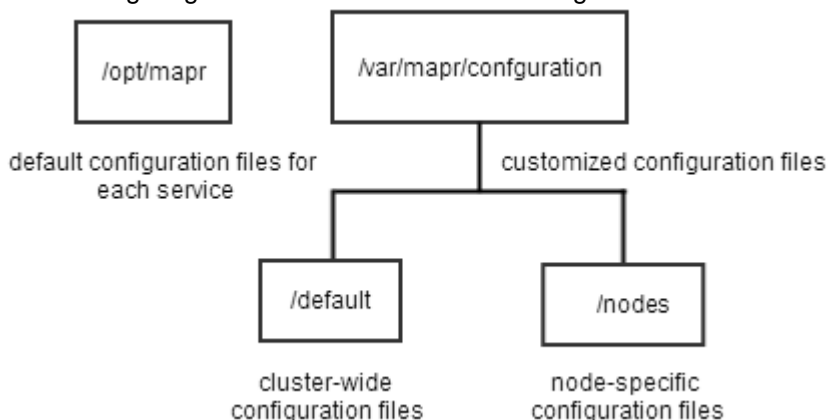 /opt/mapr
/var/mapr/confguration
default configuration files for
each service
customized configuration files
/default
/nodes
cluster-wide
configuration files
node-specific
configuration files